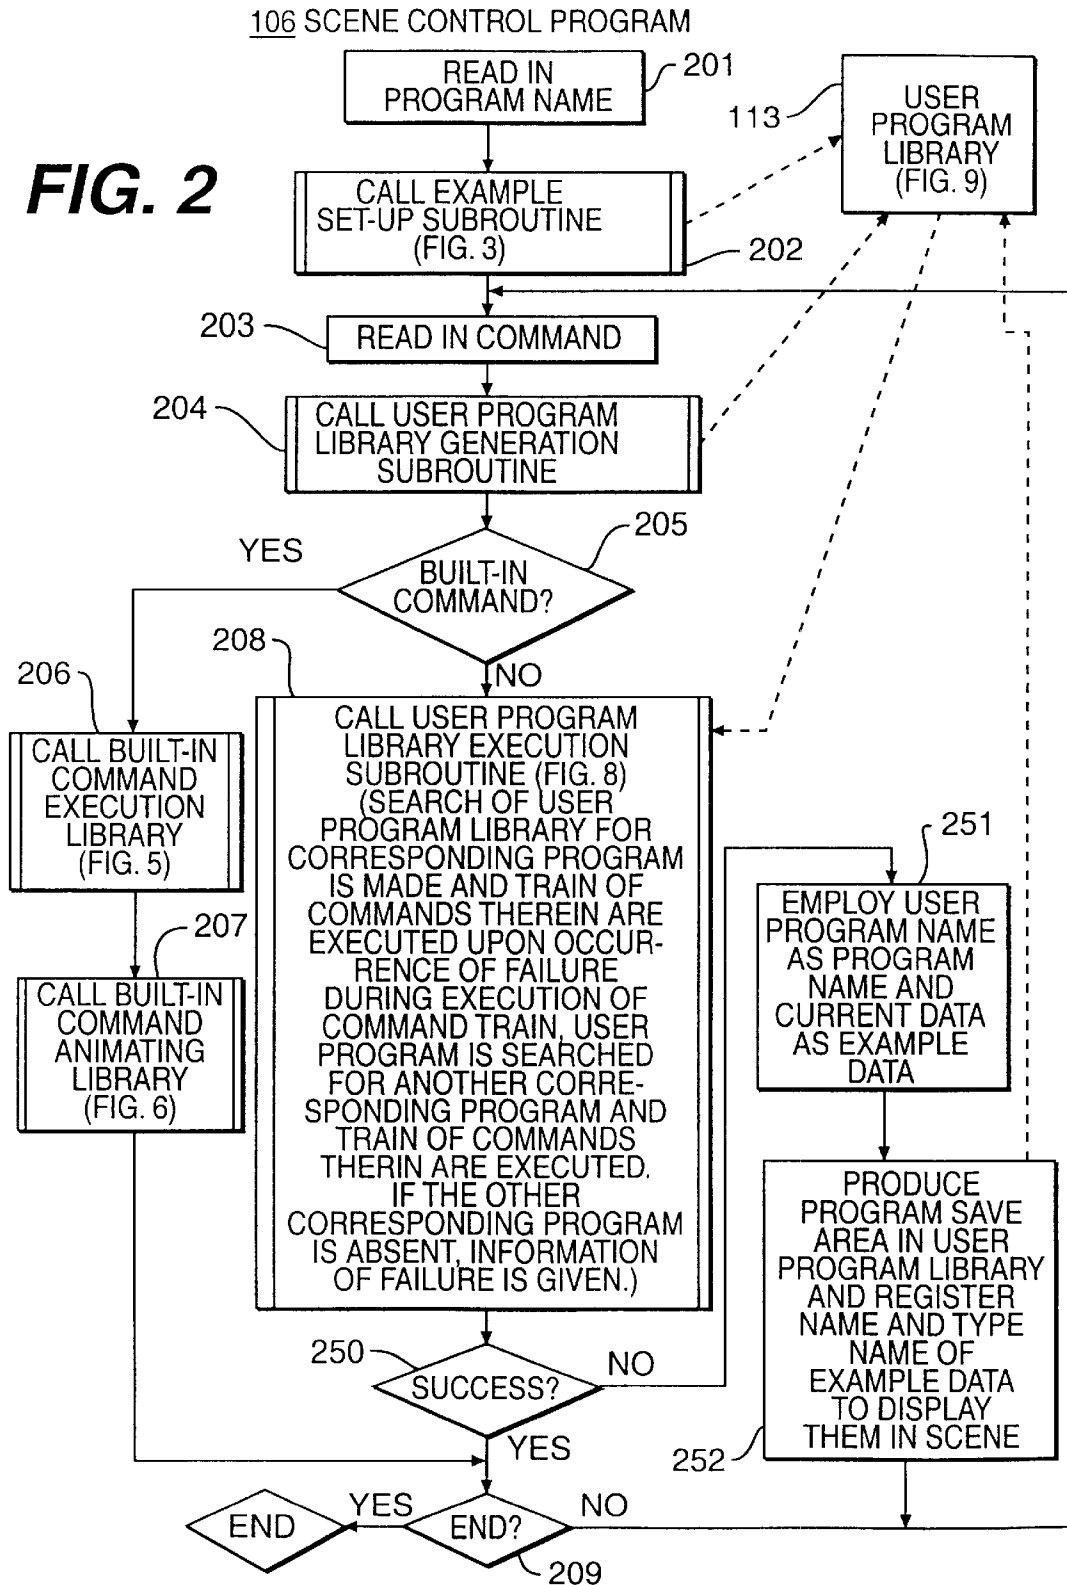 106 SCENE CONTROL PROGRAM
READ IN
PROGRAM NAME
201
113
USER
PROGRAM
LIBRARY
(FIG. 9)
FIG. 2
CALL EXAMPLE
SET-UP SUBROUTINE
(FIG. 3)
202
203
READ IN COMMAND
204
CALL USER PROGRAM
LIBRARY GENERATION
SUBROUTINE
205
YES
BUILT-IN
COMMAND?
NO
206
CALL BUILT-IN
COMMAND
EXECUTION
LIBRARY
(FIG. 5)
207
CALL BUILT-IN
COMMAND
ANIMATING
LIBRARY
(FIG. 6)
208
CALL USER PROGRAM
LIBRARY EXECUTION
SUBROUTINE (FIG. 8)
(SEARCH OF USER
PROGRAM LIBRARY FOR
CORRESPONDING PROGRAM
IS MADE AND TRAIN OF
COMMANDS THEREIN ARE
EXECUTED UPON OCCUR-
RENCE OF FAILURE
DURING EXECUTION OF
COMMAND TRAIN, USER
PROGRAM IS SEARCHED
FOR ANOTHER CORRE-
SPONDING PROGRAM AND
TRAIN OF COMMANDS
THERIN ARE EXECUTED.
IF THE OTHER
CORRESPONDING PROGRAM
IS ABSENT, INFORMATION
OF FAILURE IS GIVEN.)
251
EMPLOY USER
PROGRAM NAME
AS PROGRAM
NAME AND
CURRENT DATA
AS EXAMPLE
DATA
PRODUCE
PROGRAM SAVE
AREA IN USER
PROGRAM LIBRARY
AND REGISTER
NAME AND TYPE
NAME OF
EXAMPLE DATA
TO DISPLAY
THEM IN SCENE
252
250
SUCCESS?
NO
YES
END
YES
END?
NO
209